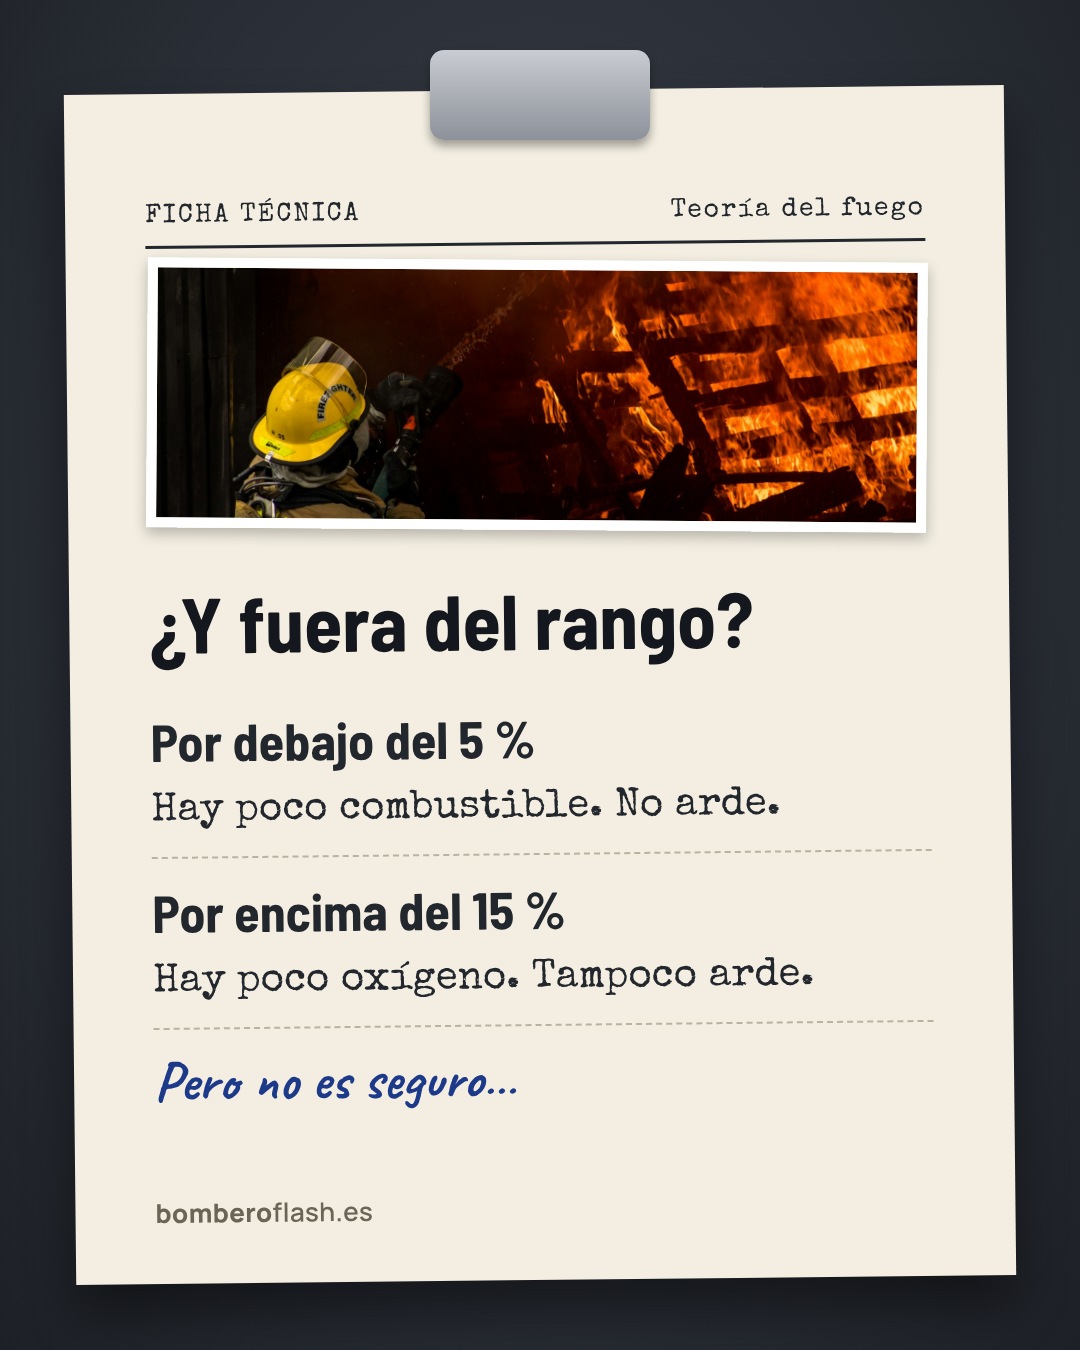 FICHA TÉCNICA
Teoría del fuego
FIREFIGHTER
¿Y fuera del rango?
Por debajo del 5 %
Hay poco combustible. No arde.
Por encima del 15 %
Hay poco oxígeno. Tampoco arde.
Pero no es seguro...
bomberoflash.es